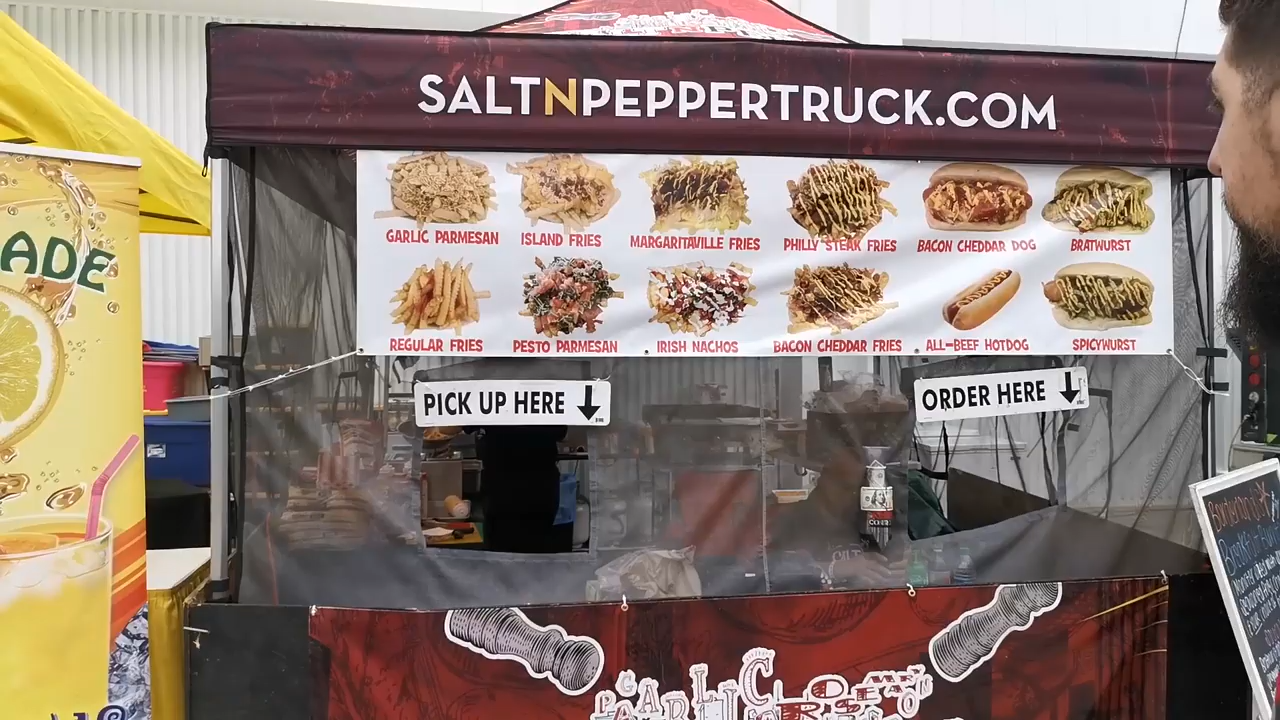 SALTNPEPPERTRUCK.COM
GARLIC PARMESAN ISLAND FRIES MARGARITAVILLE FRIES PHILLY STEAK FRIES BACON CHEDDAR DOG BRATWURST
REGULAR FRIES PESTO PARMESAN IRISH NACHOS BACON CHEDDAR FRIES ALL-BEEF HOTDOG SPICYWURST
PICK UP HERE
ORDER HERE
ADE
GARLIC